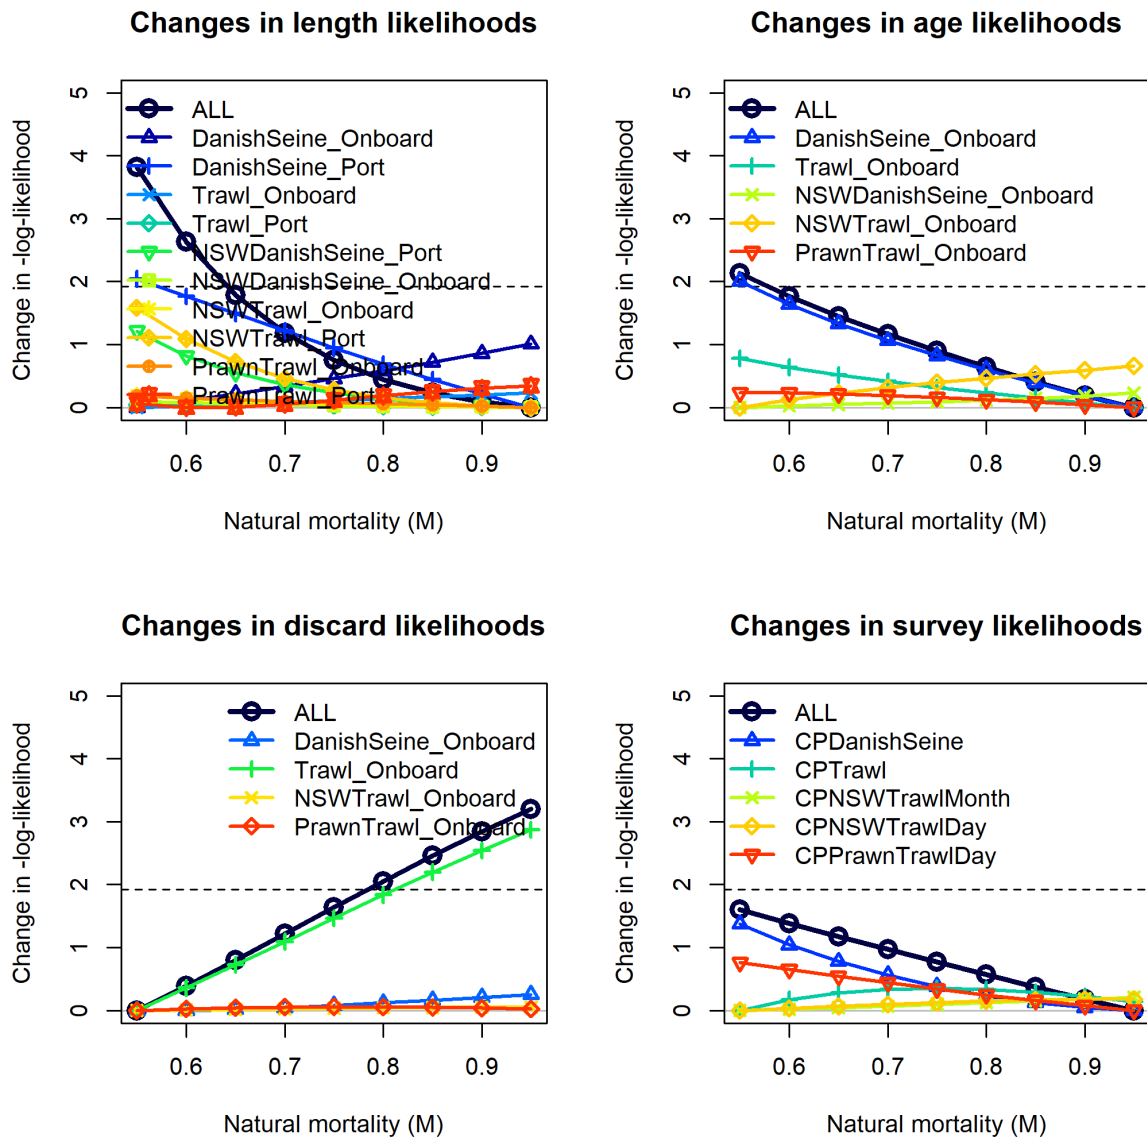 Changes in length likelihoods
Change in -log-likelihood
5
4
3
2
1
0
ALL
DanishSeine_Onboard
DanishSeine_Port
Trawl_Onboard
Trawl_Port
NSWDanishSeine_Port
NSWDanishSeine_Onboard
NSWTrawl_Onboard
NSWTrawl_Port
PrawnTrawl_Onboard
PrawnTrawl_Port
0.6 0.7 0.8 0.9
Natural mortality (M)
Changes in age likelihoods
Change in -log-likelihood
5
4
3
2
1
0
ALL
DanishSeine_Onboard
Trawl_Onboard
NSWDanishSeine_Onboard
NSWTrawl_Onboard
PrawnTrawl_Onboard
0.6 0.7 0.8 0.9
Natural mortality (M)
Changes in discard likelihoods
Change in -log-likelihood
5
4
3
2
1
0
ALL
DanishSeine_Onboard
Trawl_Onboard
NSWTrawl_Onboard
PrawnTrawl_Onboard
0.6 0.7 0.8 0.9
Natural mortality (M)
Changes in survey likelihoods
Change in -log-likelihood
5
4
3
2
1
0
ALL
CPDanishSeine
CPTrawl
CPNSWTrawlMonth
CPNSWTrawlDay
CPPrawnTrawlDay
0.6 0.7 0.8 0.9
Natural mortality (M)